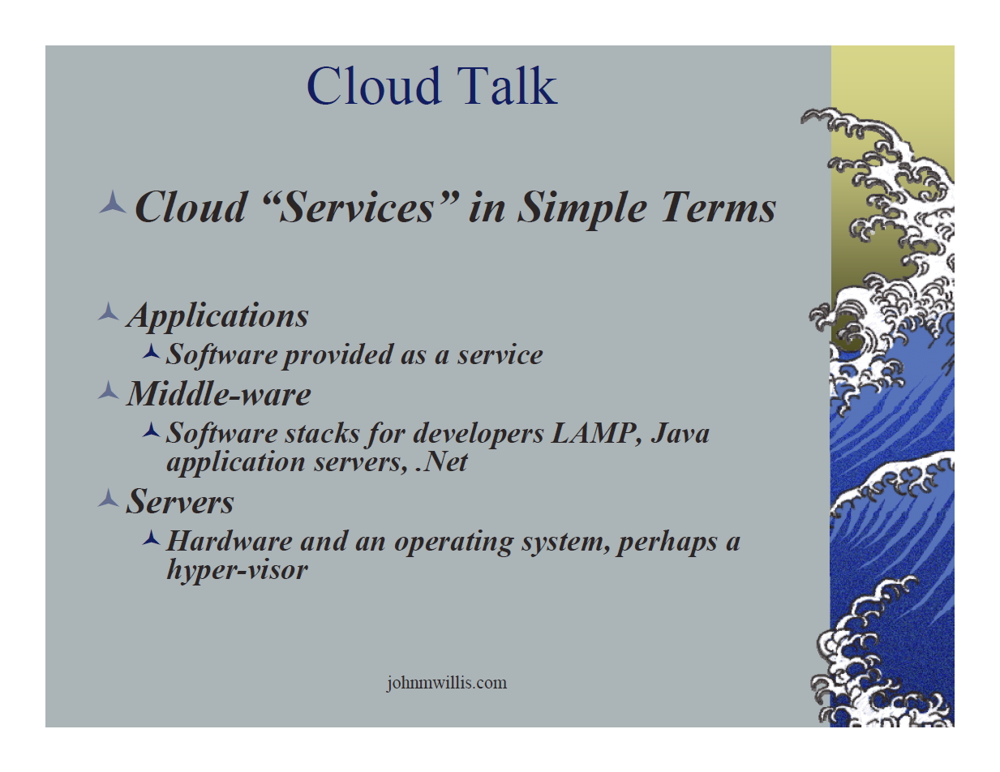 Cloud Talk
Cloud “Services” in Simple Terms
Applications
Software provided as a service
Middle-ware
Software stacks for developers LAMP, Java
application servers, .Net
Servers
Hardware and an operating system, perhaps a
hyper-visor
johnmwillis.com